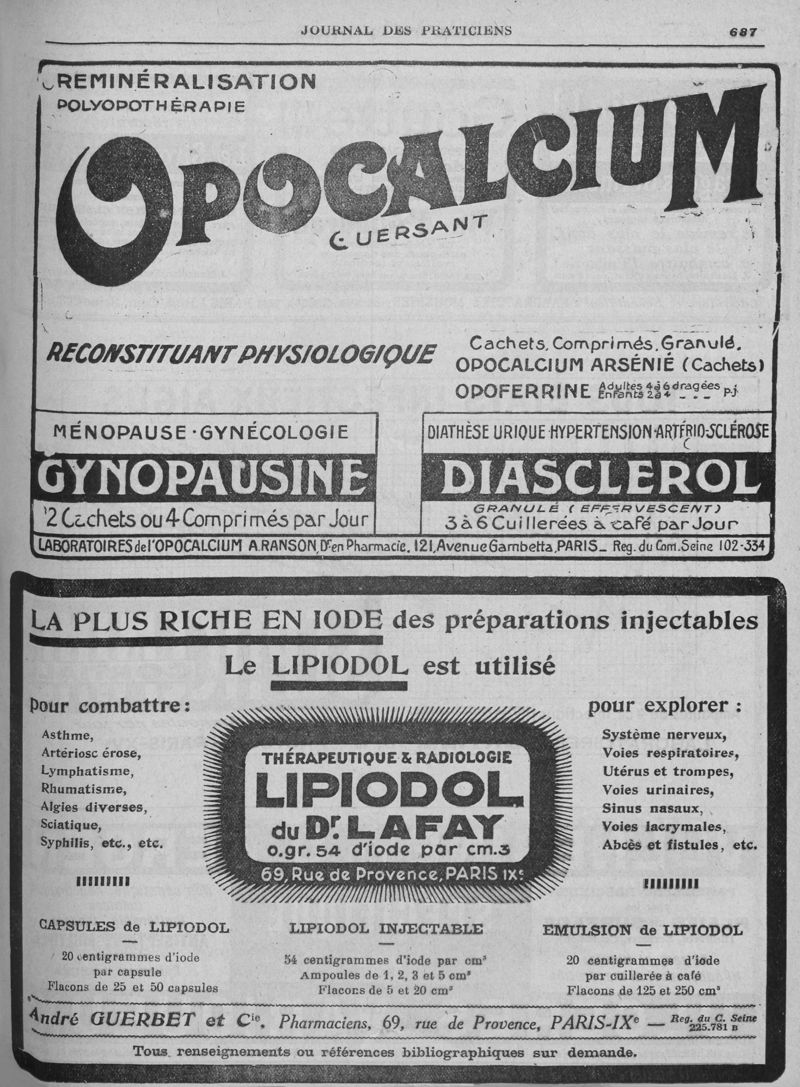 JOURNAL DES PRATICIENS 687
REMINÉRALISATION
POLYOPOTHÉRAPIE
OPOCALCIUM
GUERSANT
RECONSTITUANT PHYSIOLOGIQUE
Cachets, Comprimés, Granulé.
OPOCALCIUM ARSÉNIÉ (Cachets)
OPOFERRINE Adultes 4 à 6 dragées p.j.
Enfants 2 à 4 - - -
MÉNOPAUSE · GYNÉCOLOGIE
GYNOPAUSINE
2 Cachets ou 4 Comprimés par Jour
DIATHÈSE URIQUE · HYPERTENSION · ARTÉRIO-SCLÉROSE
DIASCLEROL
GRANULÉ (EFFERVESCENT)
3 à 6 Cuillerées à café par Jour
LABORATOIRES de l'OPOCALCIUM A. RANSON, Dr en Pharmacie, 121, Avenue Gambetta, PARIS_ Reg. du Com. Seine 102-334
LA PLUS RICHE EN IODE des préparations injectables
Le LIPIODOL est utilisé
pour combattre :
Asthme,
Artériosc érose,
Lymphatisme,
Rhumatisme,
Algies diverses,
Sciatique,
Syphilis, etc., etc.
THÉRAPEUTIQUE & RADIOLOGIE
LIPIODOL
du Dr. LAFAY
0.gr. 54 d'iode par cm.3
69, Rue de Provence, PARIS IXe
pour explorer :
Système nerveux,
Voies respiratoires,
Utérus et trompes,
Voies urinaires,
Sinus nasaux,
Voies lacrymales,
Abcès et fistules, etc.
CAPSULES de LIPIODOL
20 centigrammes d'iode
par capsule
Flacons de 25 et 50 capsules
LIPIODOL INJECTABLE
54 centigrammes d'iode par cm³
Ampoules de 1, 2, 3 et 5 cm³
Flacons de 5 et 20 cm³
EMULSION de LIPIODOL
20 centigrammes d'iode
par cuillerée à café
Flacons de 125 et 250 cm³
André GUERBET et Cie, Pharmaciens, 69, rue de Provence, PARIS-IXe — Reg. du C. Seine
225.781 B
Tous renseignements ou références bibliographiques sur demande.